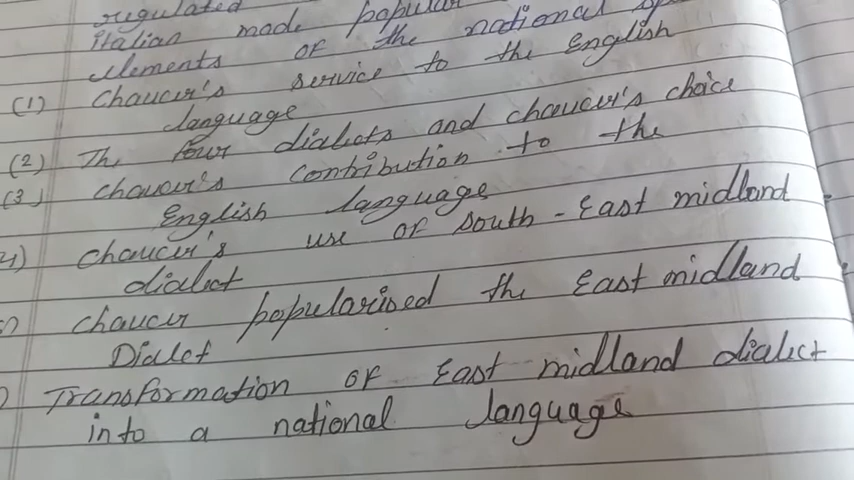 regulated
italian made popular
elements of the national
(1) Chaucer's service to the English
language
(2) The four dialects and chaucer's choice
(3) chaucer's contribution to the
English language
4) chaucer's use of south-East midland
dialect
chaucer popularised the East midland
Dialet
) Transformation of East midland dialect
into a national language